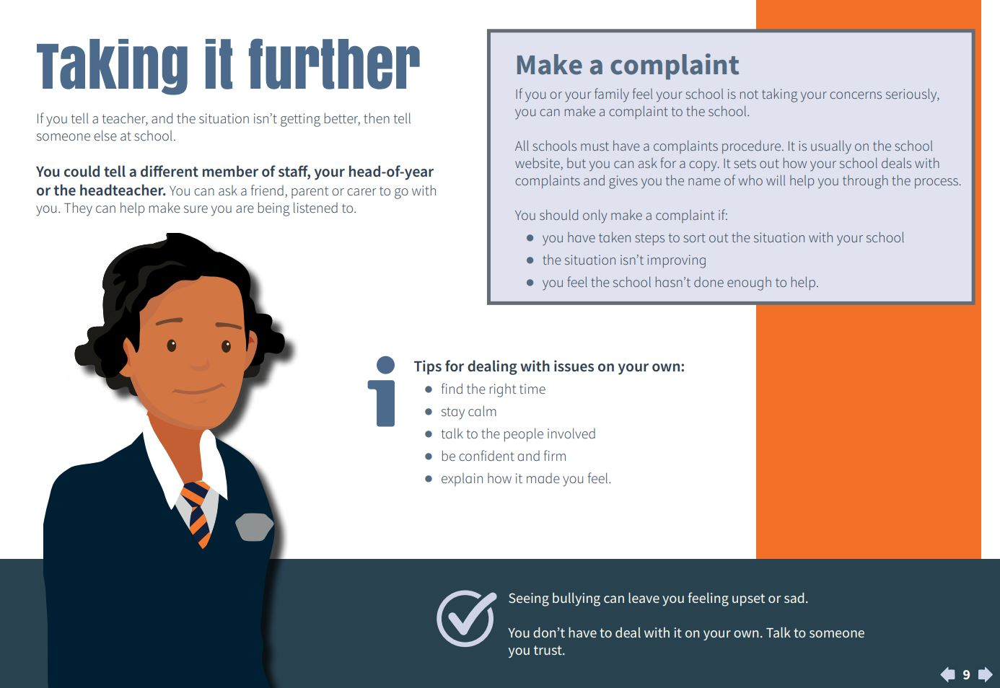 Taking it further
If you tell a teacher, and the situation isn't getting better, then tell
someone else at school.
You could tell a different member of staff, your head-of-year
or the headteacher. You can ask a friend, parent or carer to go with
you. They can help make sure you are being listened to.
Make a complaint
If you or your family feel your school is not taking your concerns seriously,
you can make a complaint to the school.
All schools must have a complaints procedure. It is usually on the school
website, but you can ask for a copy. It sets out how your school deals with
complaints and gives you the name of who will help you through the process.
You should only make a complaint if:
● you have taken steps to sort out the situation with your school
● the situation isn't improving
● you feel the school hasn't done enough to help.
Tips for dealing with issues on your own:
● find the right time
● stay calm
● talk to the people involved
● be confident and firm
● explain how it made you feel.
Seeing bullying can leave you feeling upset or sad.
You don't have to deal with it on your own. Talk to someone
you trust.
9